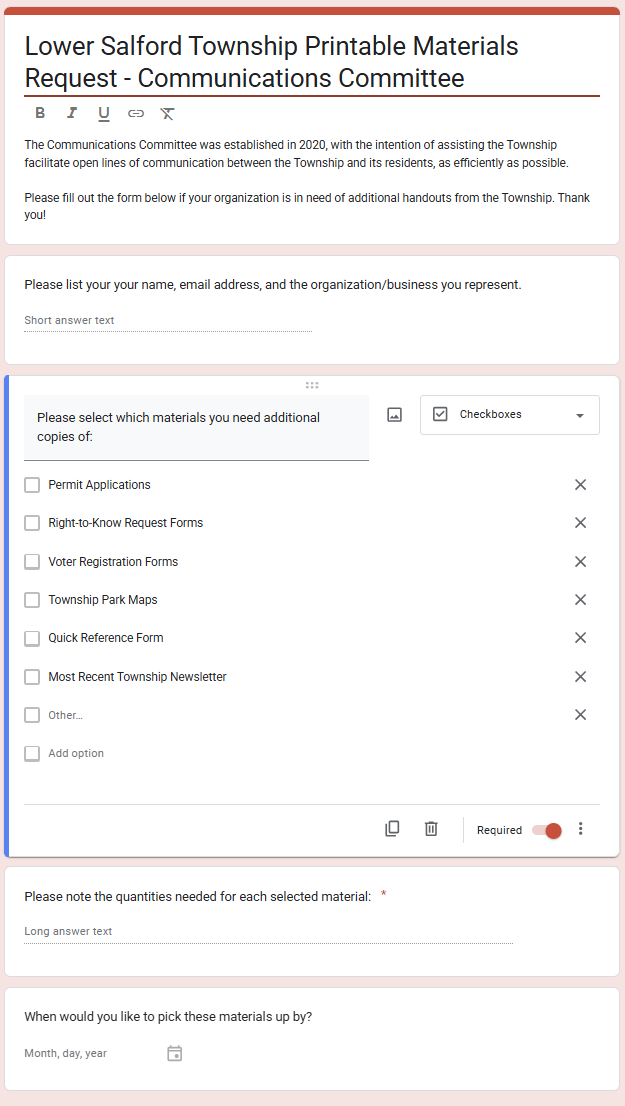 Lower Salford Township Printable Materials
Request - Communications Committee
B I U
The Communications Committee was established in 2020, with the intention of assisting the Township
facilitate open lines of communication between the Township and its residents, as efficiently as possible.
Please fill out the form below if your organization is in need of additional handouts from the Township. Thank
you!
Please list your your name, email address, and the organization/business you represent.
Short answer text
Please select which materials you need additional
copies of:
Checkboxes
Permit Applications
Right-to-Know Request Forms
Voter Registration Forms
Township Park Maps
Quick Reference Form
Most Recent Township Newsletter
Other...
Add option
Required
Please note the quantities needed for each selected material: *
Long answer text
When would you like to pick these materials up by?
Month, day, year